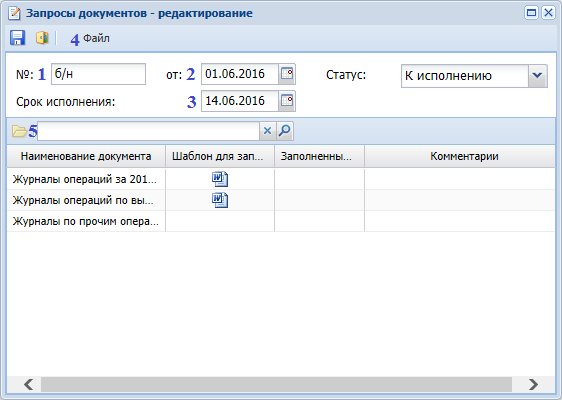 Запросы документов - редактирование
4 Файл
№: 1 б/н от: 2 01.06.2016 Статус: К исполнению
Срок исполнения: 3 14.06.2016
5
Наименование документа Шаблон для зап... Заполненны... Комментарии
Журналы операций за 201... W
Журналы операций по вы... W
Журналы по прочим опера...